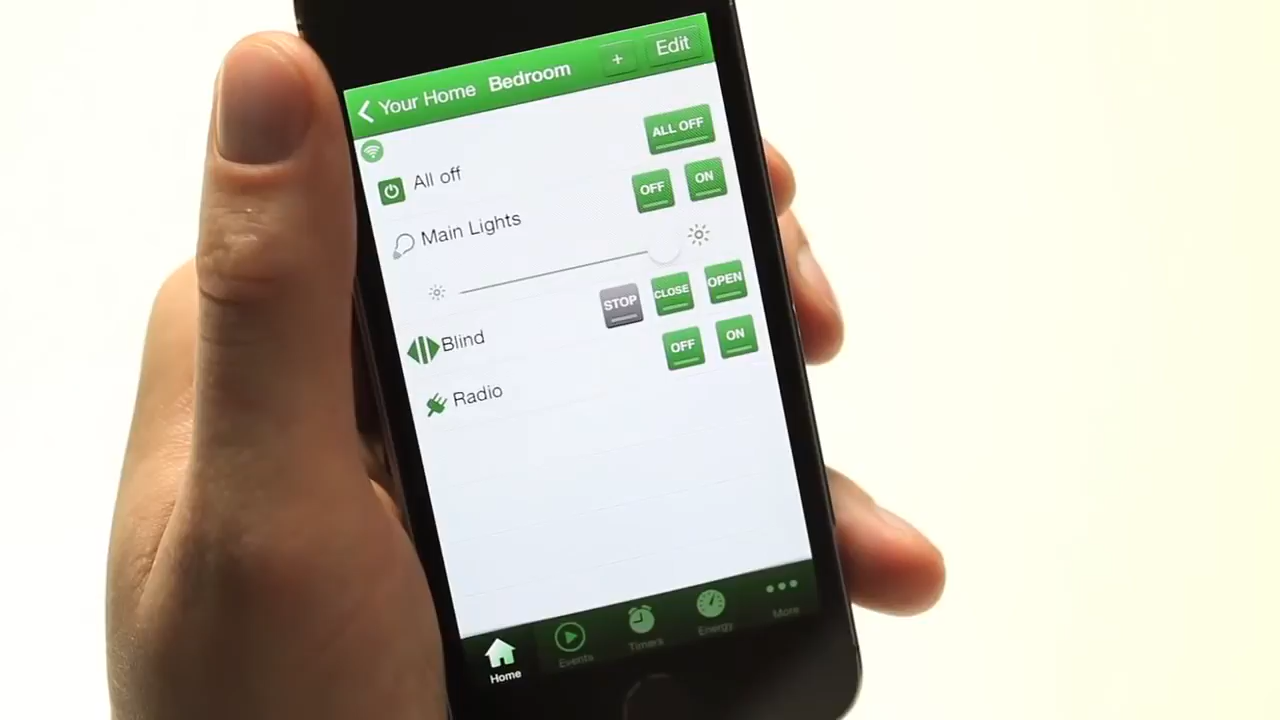 Your Home Bedroom + Edit
All off ALL OFF
Main Lights OFF ON
Blind STOP CLOSE OPEN
Radio OFF ON
Home Events Timers Energy More